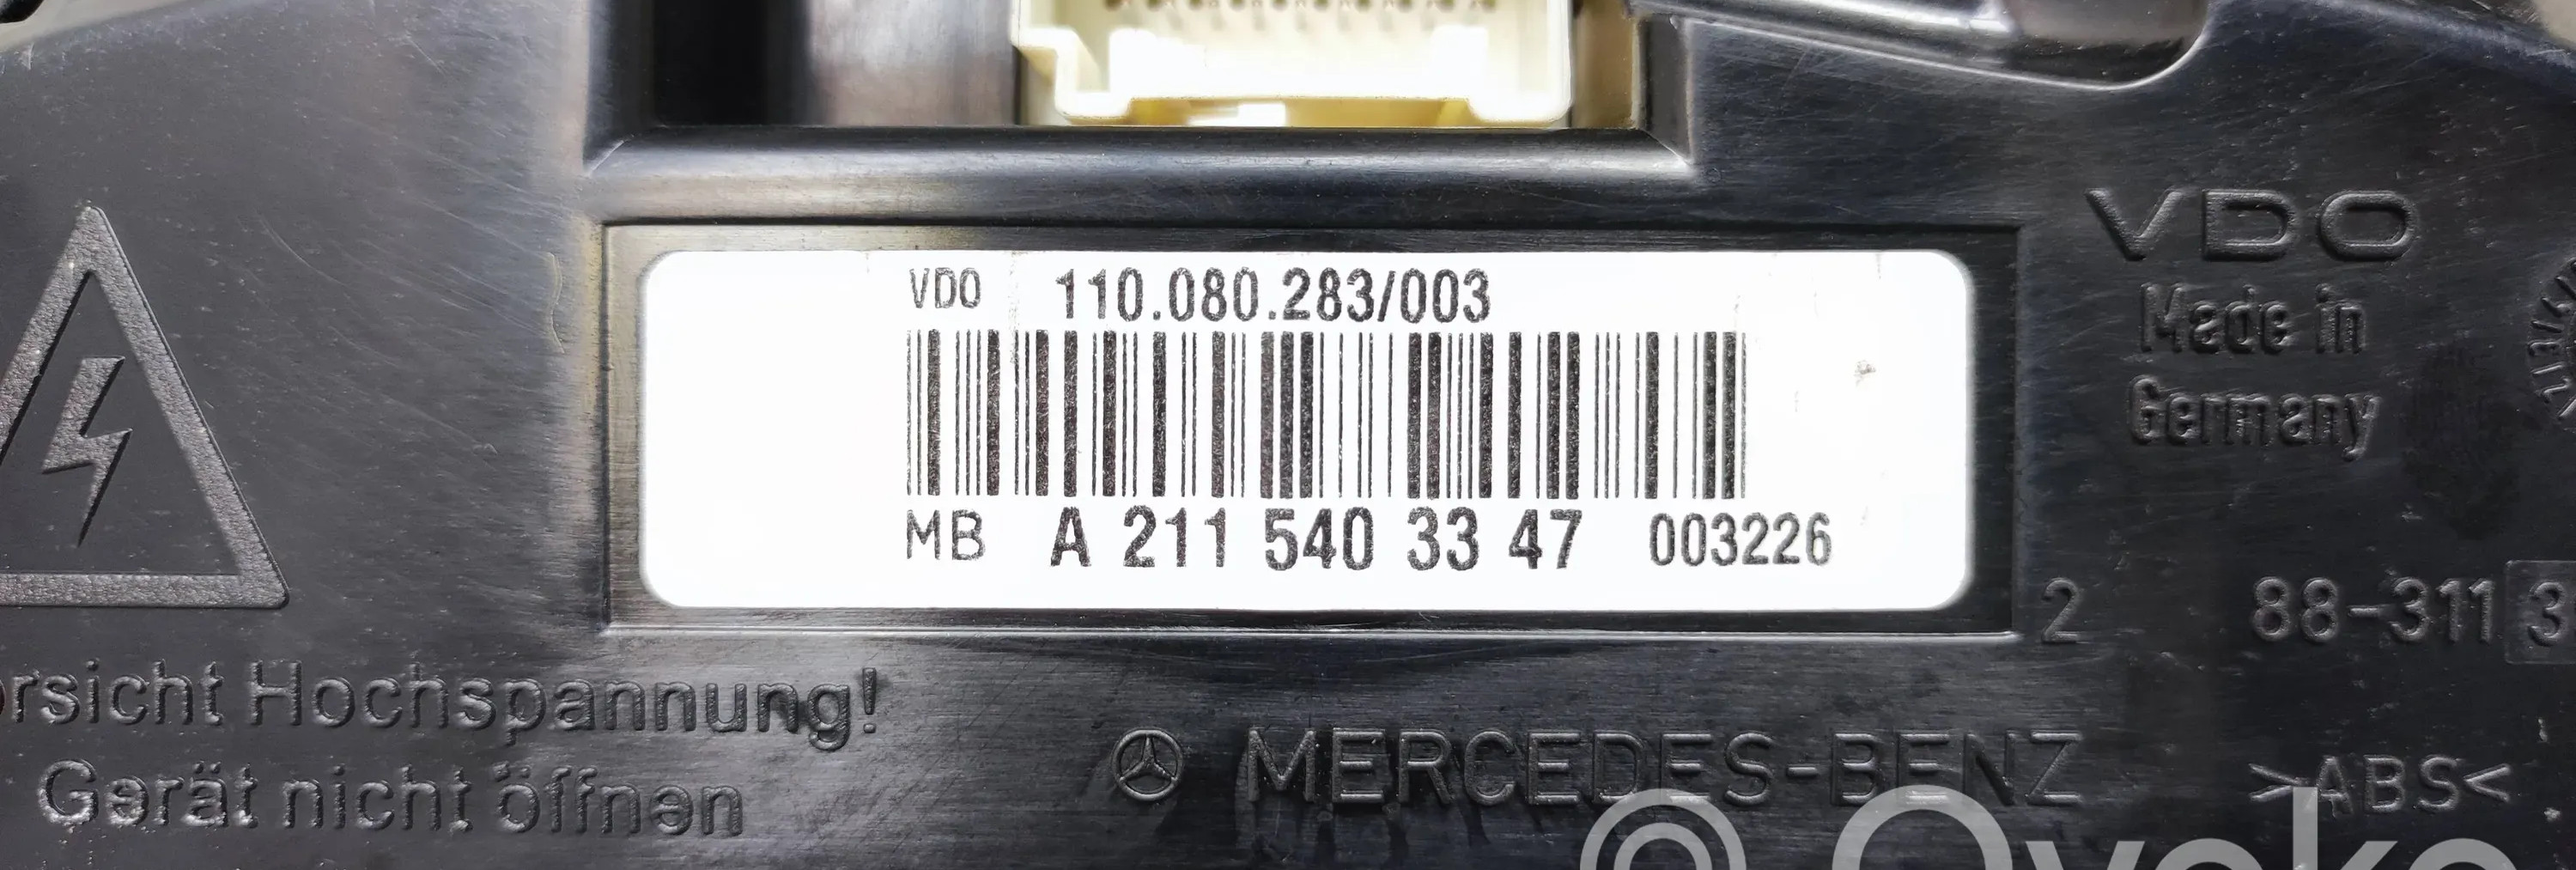 VDO 110.080.283/003
MB A 211 540 33 47 003226
VDO
Made in
Germany
2 88-311 3
rsicht Hochspannung!
Gerät nicht öffnen
MERCEDES-BENZ
>ABS<